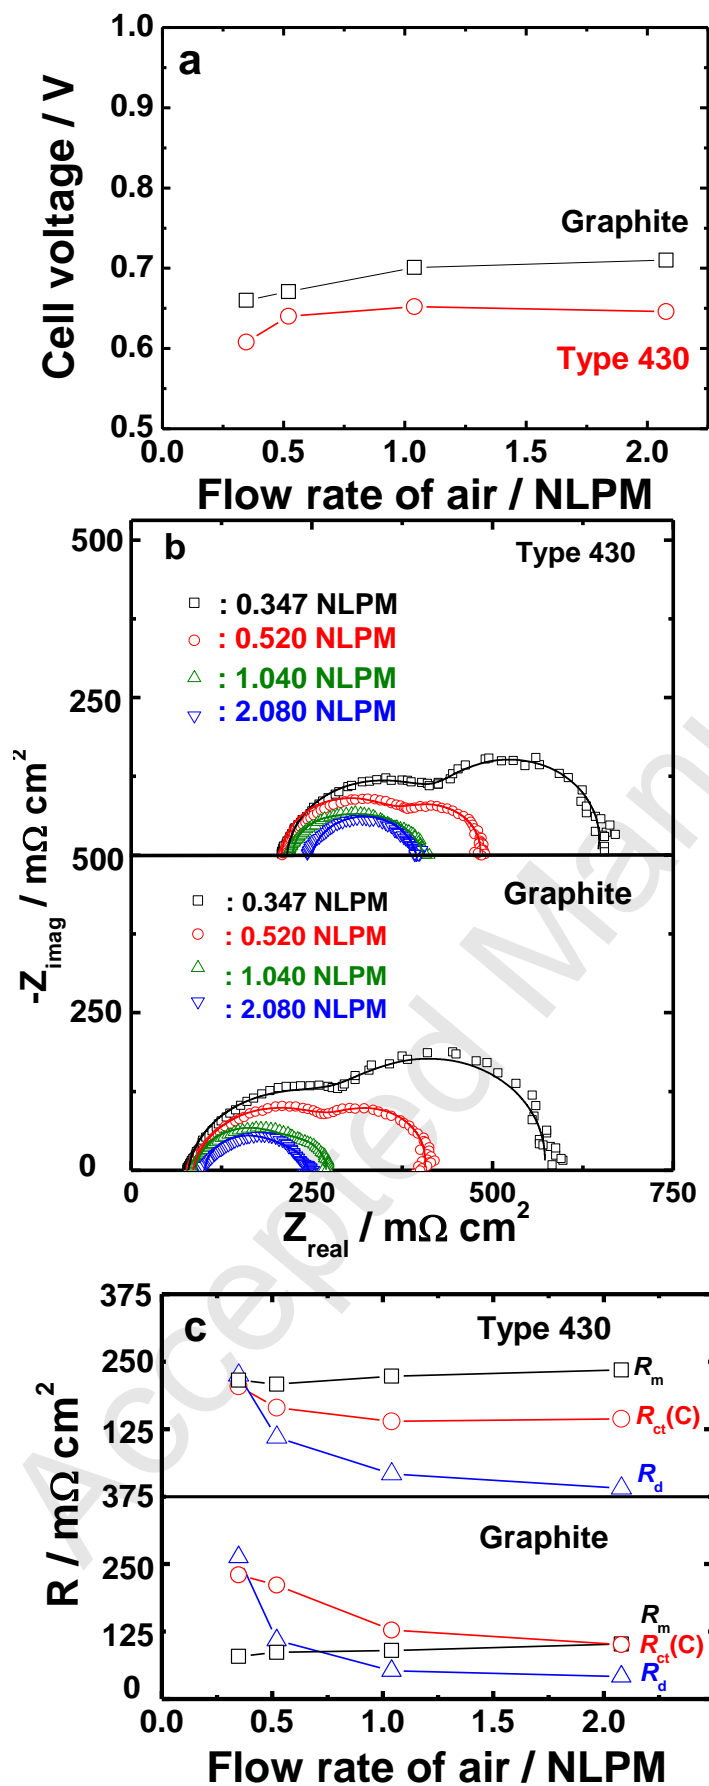 a
1.0
0.9
0.8
0.7
0.6
0.5
Cell voltage / V
Graphite
Type 430
0.0 0.5 1.0 1.5 2.0
Flow rate of air / NLPM
b
Type 430
500
250
: 0.347 NLPM
: 0.520 NLPM
: 1.040 NLPM
: 2.080 NLPM
-Zimag / mΩ cm²
Graphite
500
250
0
: 0.347 NLPM
: 0.520 NLPM
: 1.040 NLPM
: 2.080 NLPM
0 250 500 750
Zreal / mΩ cm²
c
Type 430
375
250
125
Rm
Rct(C)
Rd
R / mΩ cm²
Graphite
375
250
125
0
Rm
Rct(C)
Rd
0.0 0.5 1.0 1.5 2.0
Flow rate of air / NLPM
Accepted Manu